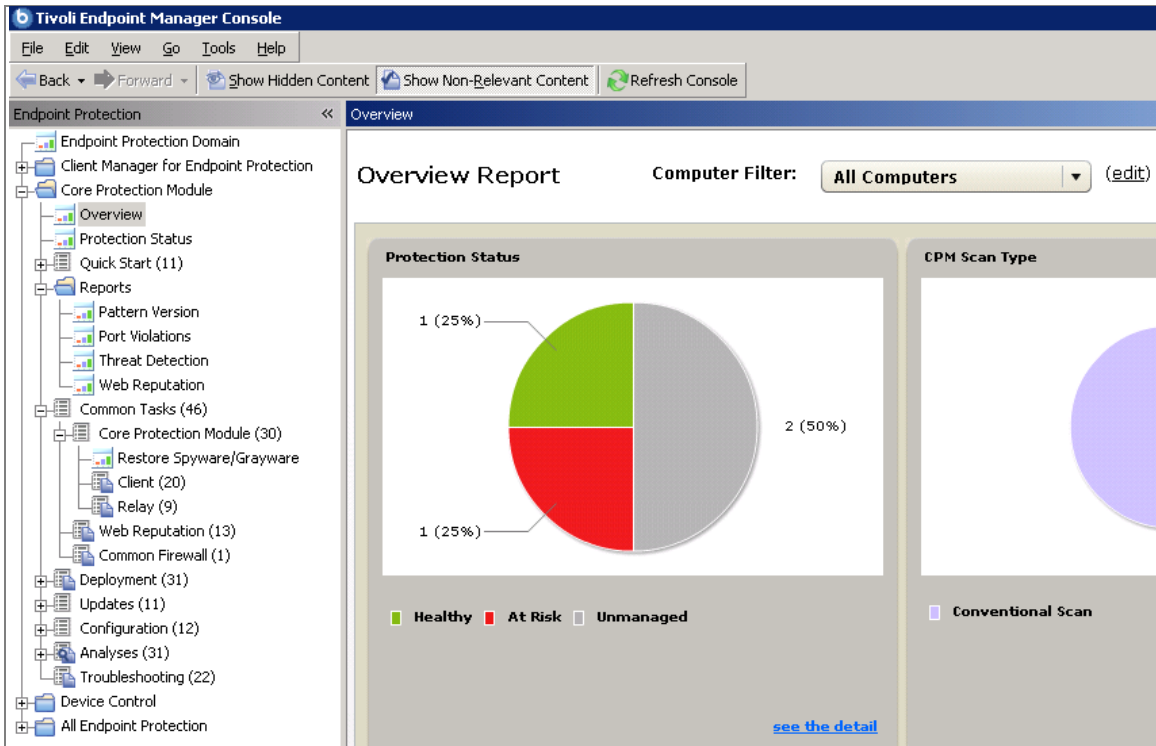 Tivoli Endpoint Manager Console
File Edit View Go Tools Help
Back Forward Show Hidden Content Show Non-Relevant Content Refresh Console
Endpoint Protection «
Endpoint Protection Domain
Client Manager for Endpoint Protection
Core Protection Module
Overview
Protection Status
Quick Start (11)
Reports
Pattern Version
Port Violations
Threat Detection
Web Reputation
Common Tasks (46)
Core Protection Module (30)
Restore Spyware/Grayware
Client (20)
Relay (9)
Web Reputation (13)
Common Firewall (1)
Deployment (31)
Updates (11)
Configuration (12)
Analyses (31)
Troubleshooting (22)
Device Control
All Endpoint Protection
Overview
Overview Report Computer Filter: All Computers (edit)
Protection Status
1 (25%)
2 (50%)
1 (25%)
Healthy At Risk Unmanaged
see the detail
CPM Scan Type
Conventional Scan